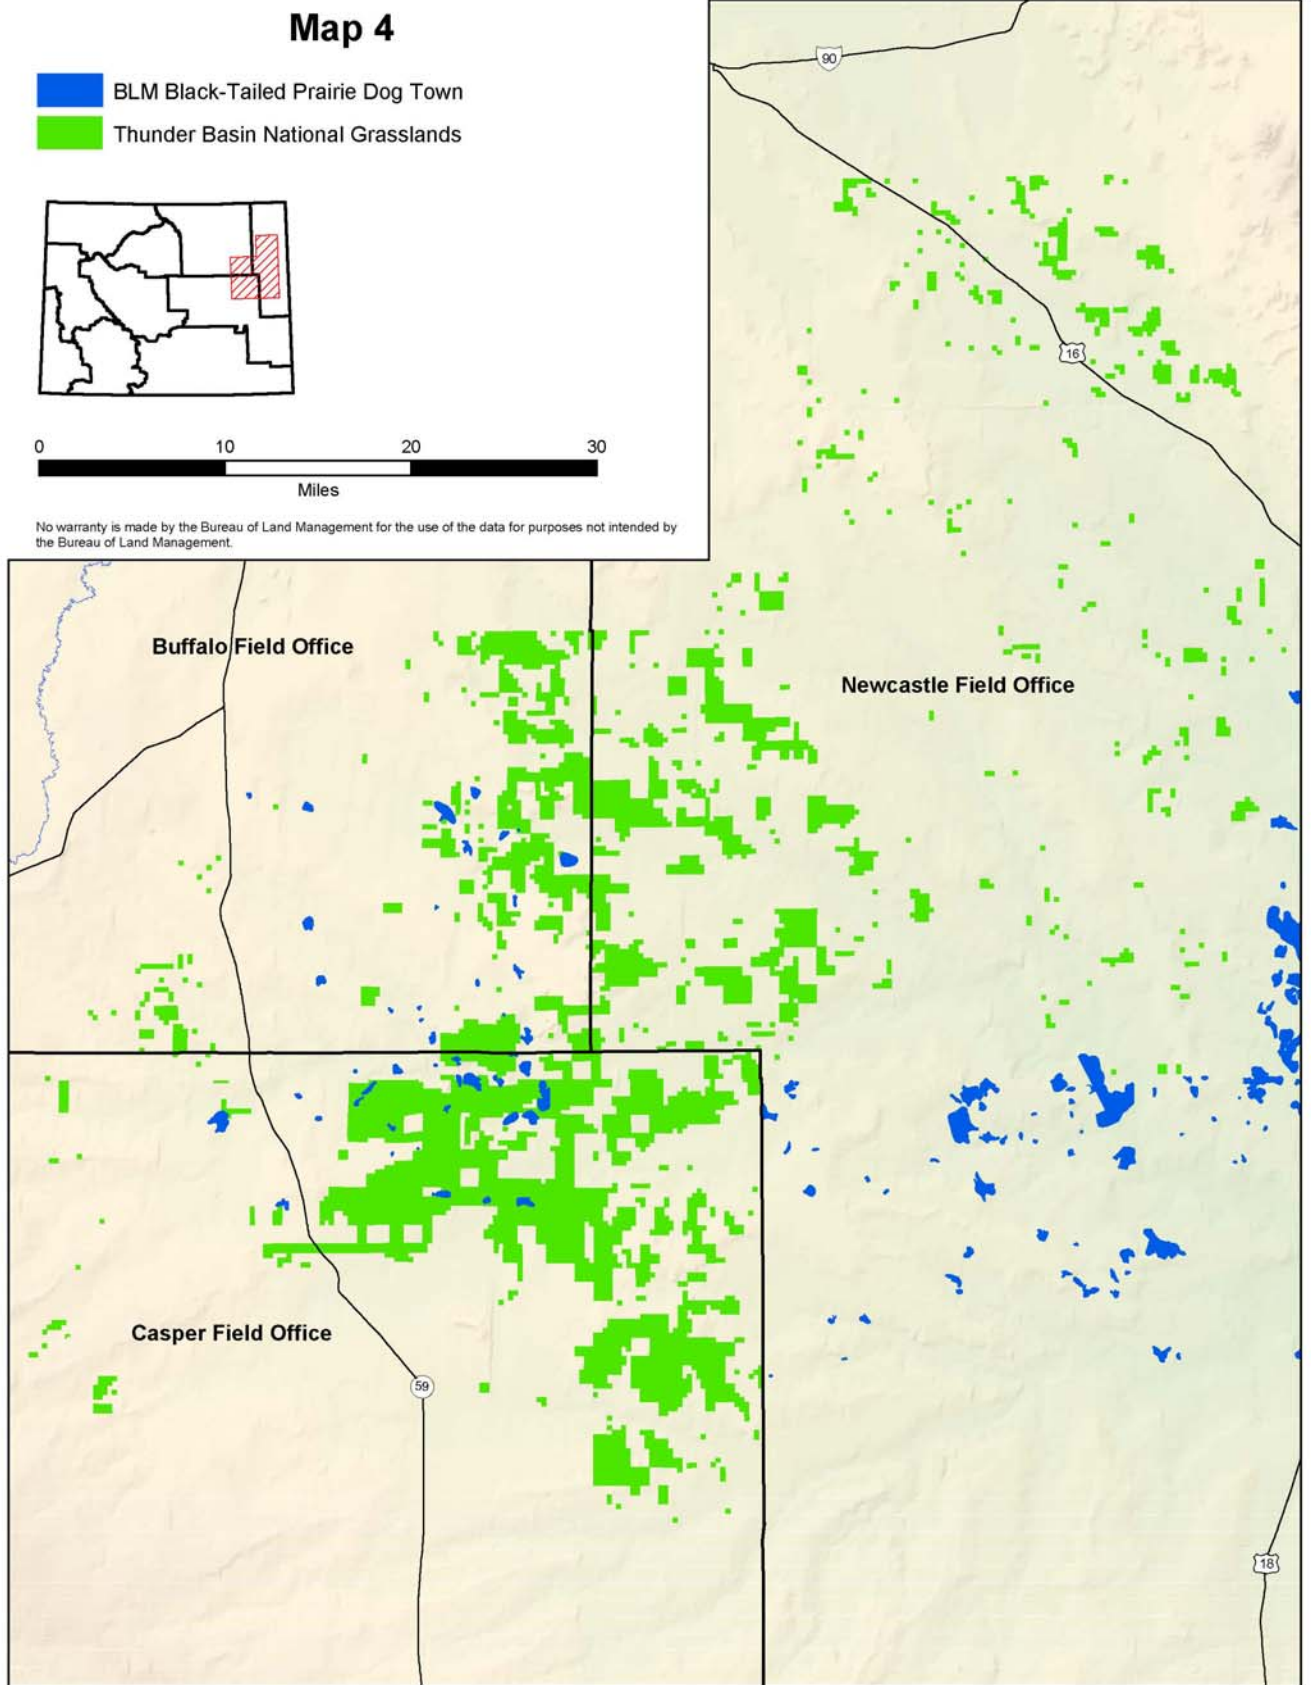 Map 4
90
BLM Black-Tailed Prairie Dog Town
Thunder Basin National Grasslands
16
0 10 20 30
Miles
No warranty is made by the Bureau of Land Management for the use of the data for purposes not intended by
the Bureau of Land Management.
Buffalo Field Office
Newcastle Field Office
Casper Field Office
59
18